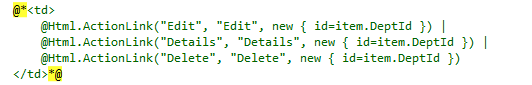 @*<td>
@Html.ActionLink("Edit", "Edit", new { id=item.DeptId }) |
@Html.ActionLink("Details", "Details", new { id=item.DeptId }) |
@Html.ActionLink("Delete", "Delete", new { id=item.DeptId })
</td>*@